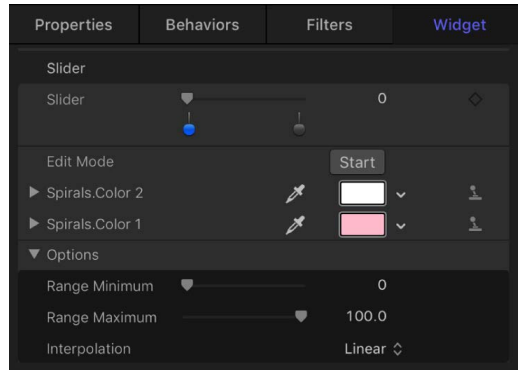 Properties Behaviors Filters Widget
Slider
Slider 0
Edit Mode Start
Spirals.Color 2
Spirals.Color 1
Options
Range Minimum 0
Range Maximum 100.0
Interpolation Linear